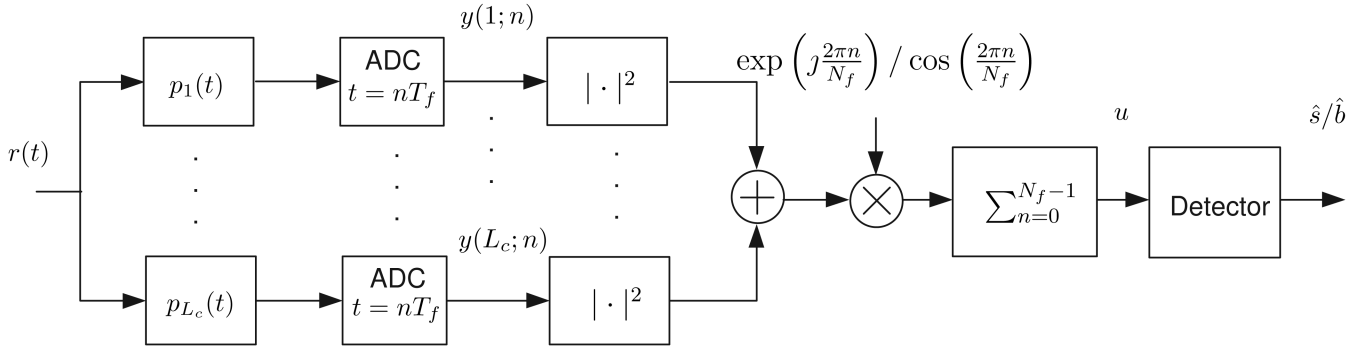 r(t)
p_1(t)
ADC
t = nT_f
y(1; n)
| · |^2
exp(j 2πn/N_f) / cos(2πn/N_f)
p_{L_c}(t)
ADC
t = nT_f
y(L_c; n)
| · |^2
∑_{n=0}^{N_f−1}
u
Detector
ŝ/b̂